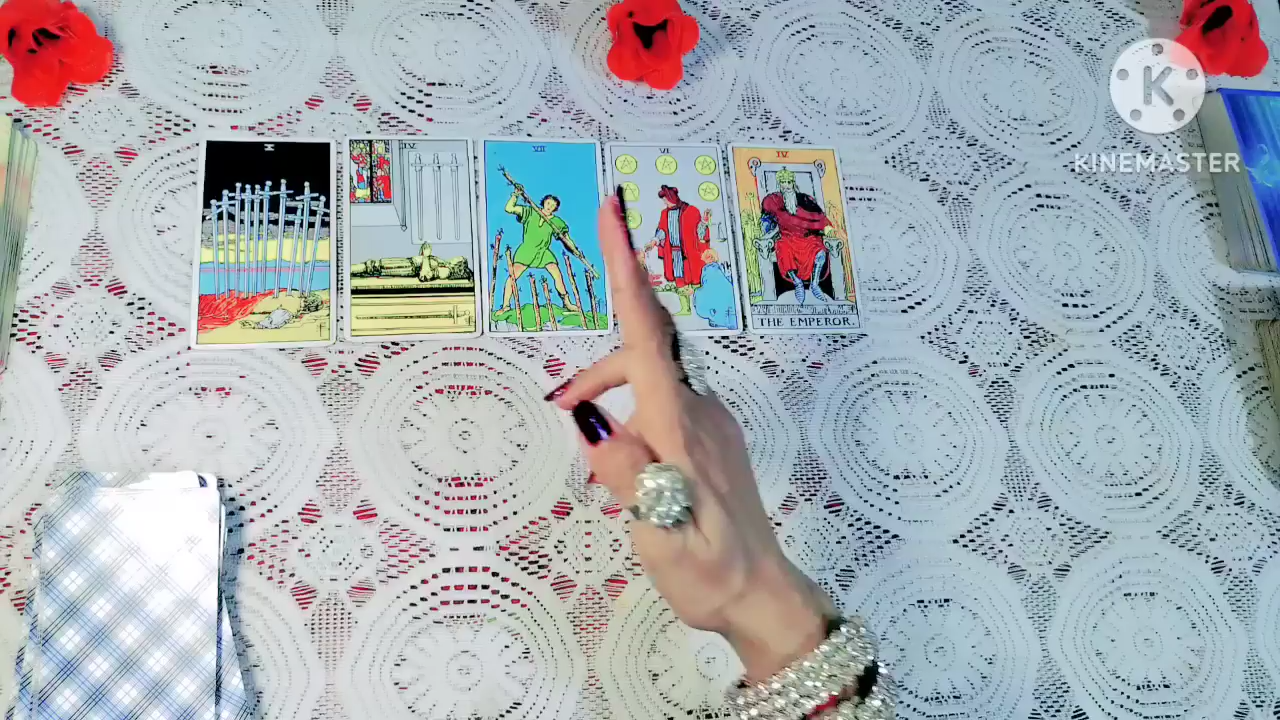 K
KINEMASTER
X
IV
VII
VI
IV
THE EMPEROR.